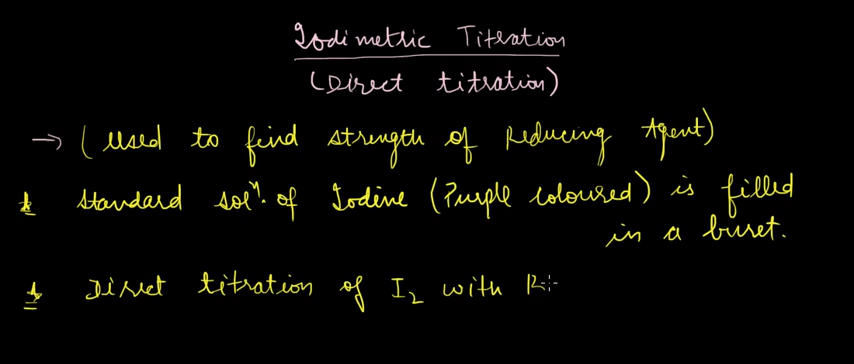 Iodimetric Titration
(Direct titration)
→ (Used to find strength of Reducing Agent)
* Standard solⁿ. of Iodine (Purple coloured) is filled
in a buret.
* Direct titration of I₂ with R